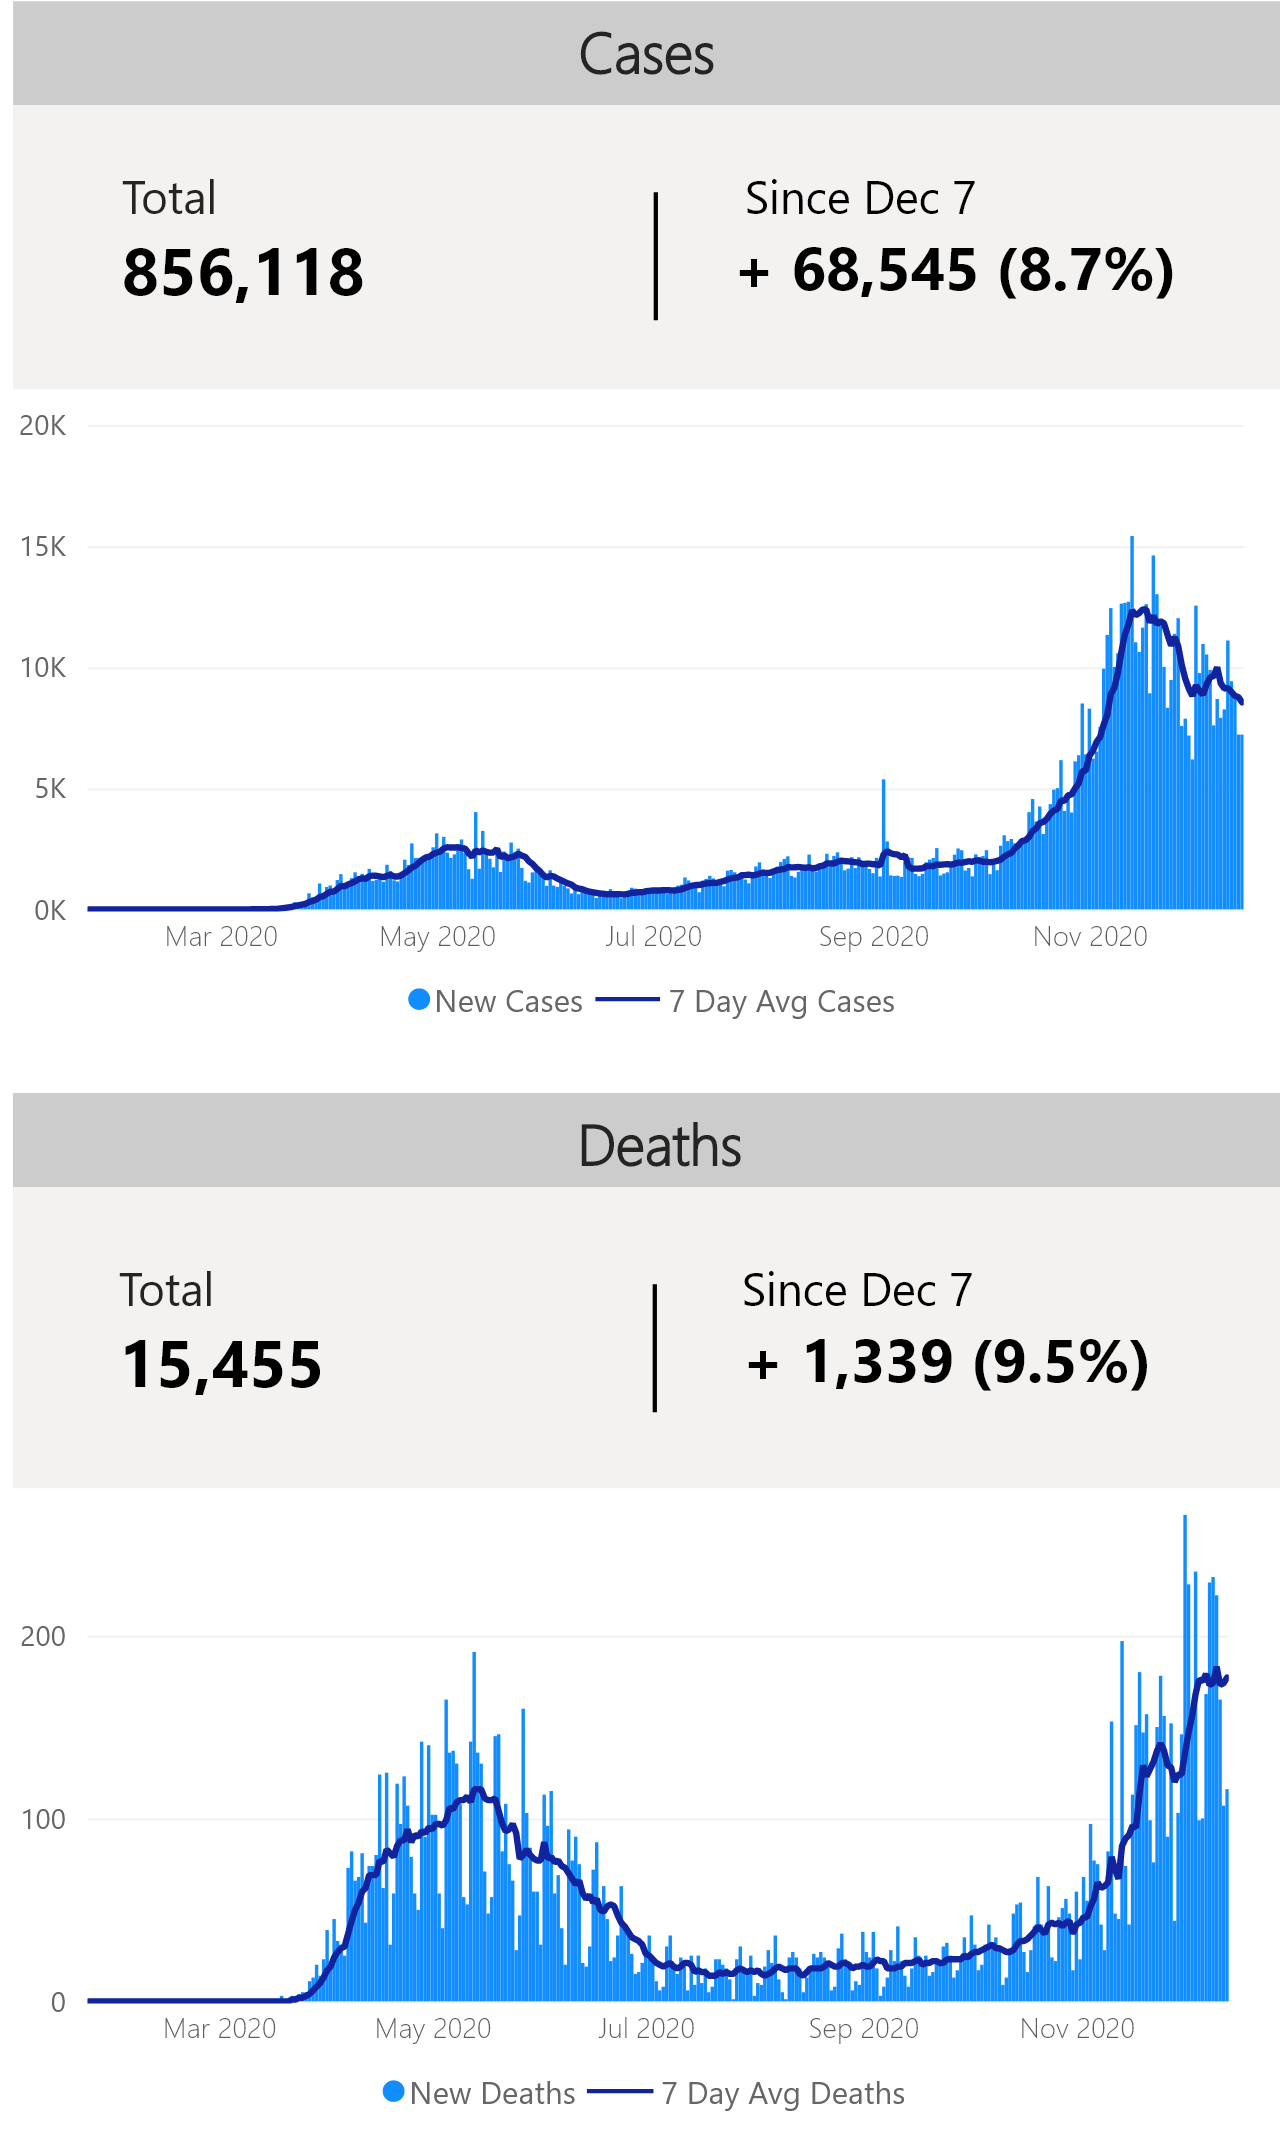 Cases
Total
Since Dec 7
856,118
+ 68,545 (8.7%)
20K
15K
10K
5K
0K
Mar 2020 May 2020 Jul 2020 Sep 2020 Nov 2020
New Cases 7 Day Avg Cases
Deaths
Total
Since Dec 7
15,455
+ 1,339 (9.5%)
200
100
0
Mar 2020 May 2020 Jul 2020 Sep 2020 Nov 2020
New Deaths 7 Day Avg Deaths